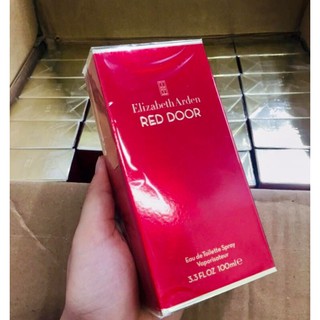 Elizabeth Arden
RED DOOR
Eau de Toilette Spray
Vaporisateur
3.3 FL.OZ 100ml e